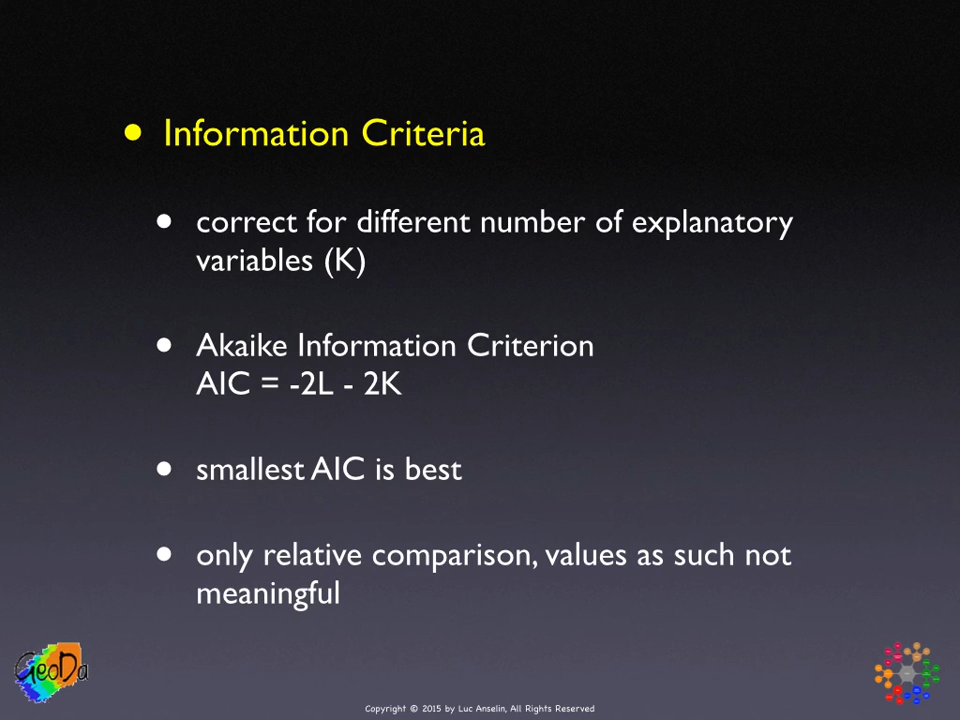 • Information Criteria
• correct for different number of explanatory
variables (K)
• Akaike Information Criterion
AIC = -2L - 2K
• smallest AIC is best
• only relative comparison, values as such not
meaningful
GeoDa
Copyright © 2015 by Luc Anselin, All Rights Reserved